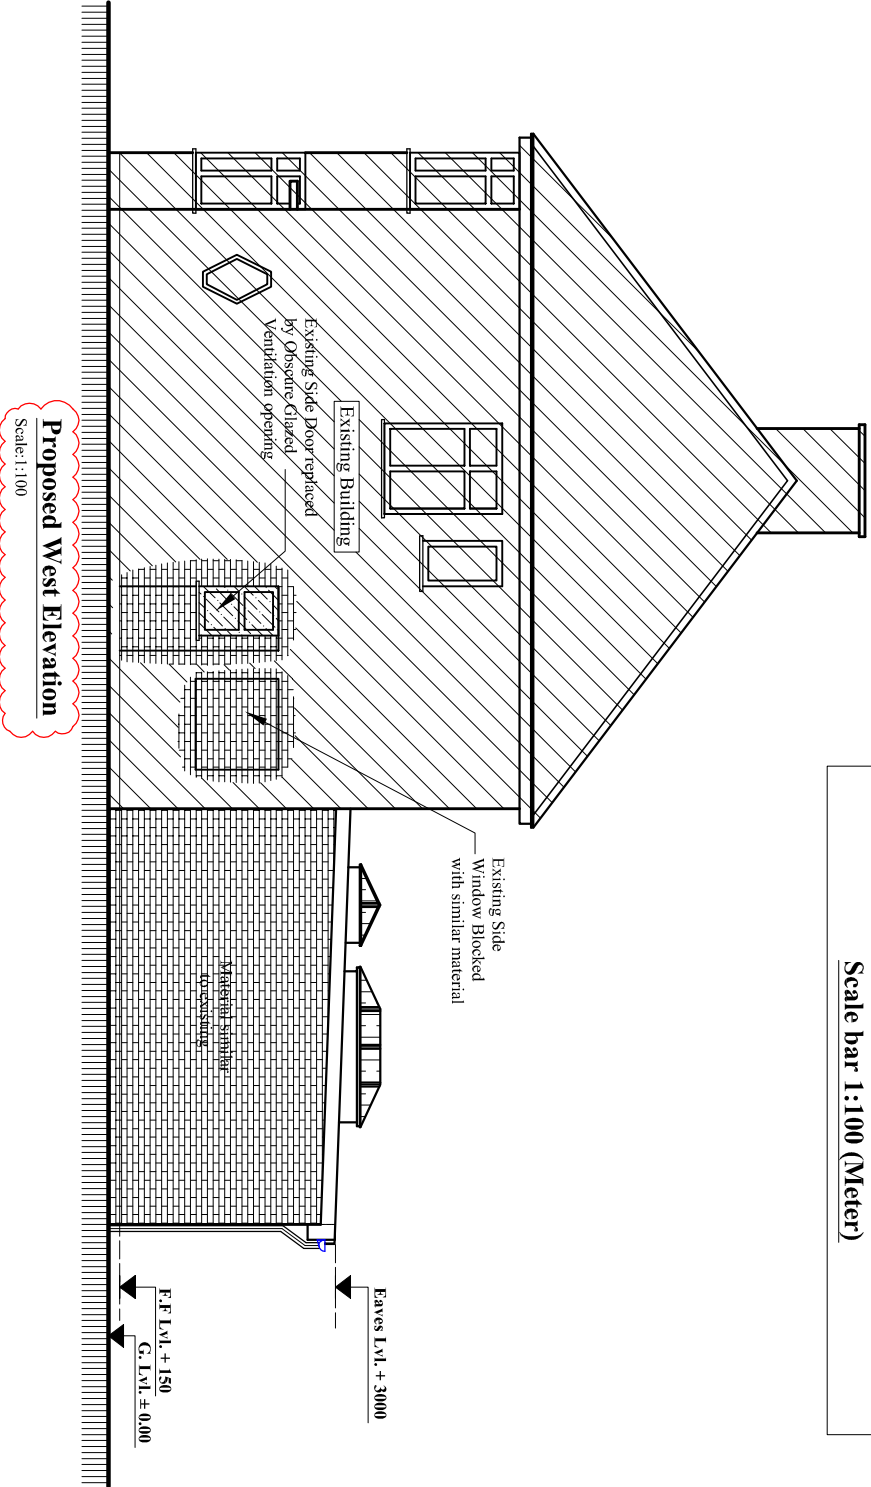 Scale bar 1:100 (Meter)
Existing Side
Window Blocked
with similar material
Existing Building
Existing Side Door replaced
by Obscure Glazed
Ventilation opening
Material similar
to existing
Eaves Lvl. + 3000
F.F Lvl. + 150
G. Lvl. ± 0.00
Proposed West Elevation
Scale: 1:100